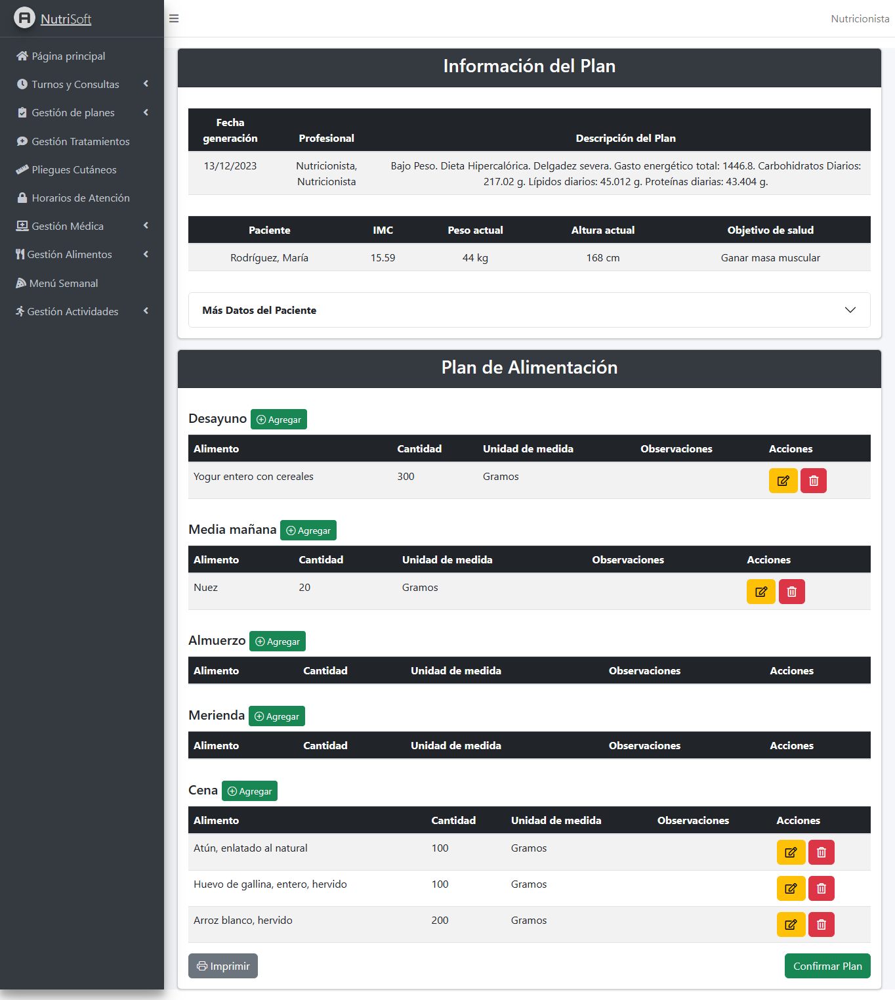 NutriSoft
Nutricionista
Página principal
Turnos y Consultas
Gestión de planes
Gestión Tratamientos
Pliegues Cutáneos
Horarios de Atención
Gestión Médica
Gestión Alimentos
Menú Semanal
Gestión Actividades
Información del Plan
Fecha generación Profesional Descripción del Plan
13/12/2023 Nutricionista, Nutricionista Bajo Peso. Dieta Hipercalórica. Delgadez severa. Gasto energético total: 1446.8. Carbohidratos Diarios:
217.02 g. Lípidos diarios: 45.012 g. Proteínas diarias: 43.404 g.
Paciente IMC Peso actual Altura actual Objetivo de salud
Rodríguez, María 15.59 44 kg 168 cm Ganar masa muscular
Más Datos del Paciente
Plan de Alimentación
Desayuno Agregar
Alimento Cantidad Unidad de medida Observaciones Acciones
Yogur entero con cereales 300 Gramos
Media mañana Agregar
Alimento Cantidad Unidad de medida Observaciones Acciones
Nuez 20 Gramos
Almuerzo Agregar
Alimento Cantidad Unidad de medida Observaciones Acciones
Merienda Agregar
Alimento Cantidad Unidad de medida Observaciones Acciones
Cena Agregar
Alimento Cantidad Unidad de medida Observaciones Acciones
Atún, enlatado al natural 100 Gramos
Huevo de gallina, entero, hervido 100 Gramos
Arroz blanco, hervido 200 Gramos
Imprimir Confirmar Plan